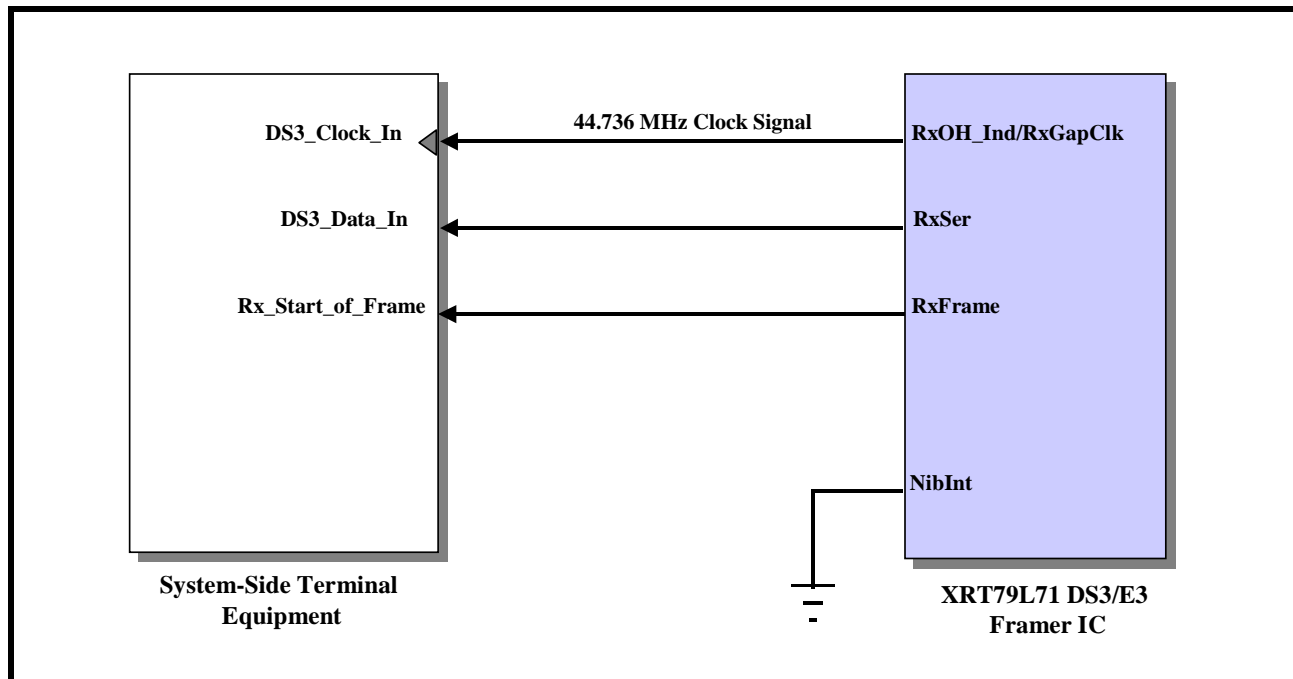 44.736 MHz Clock Signal
DS3_Clock_In
RxOH_Ind/RxGapClk
DS3_Data_In
RxSer
Rx_Start_of_Frame
RxFrame
NibInt
System-Side Terminal
Equipment
XRT79L71 DS3/E3
Framer IC